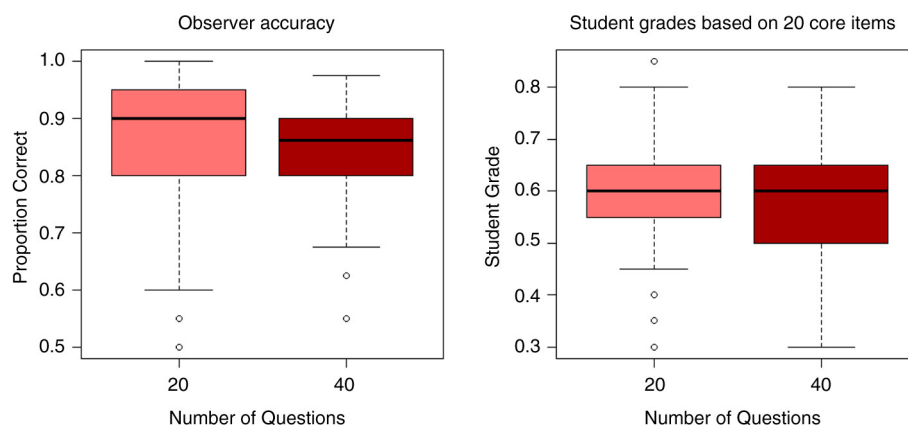 Observer accuracy
Proportion Correct
1.0
0.9
0.8
0.7
0.6
0.5
20
40
Number of Questions
Student grades based on 20 core items
Student Grade
0.8
0.7
0.6
0.5
0.4
0.3
20
40
Number of Questions